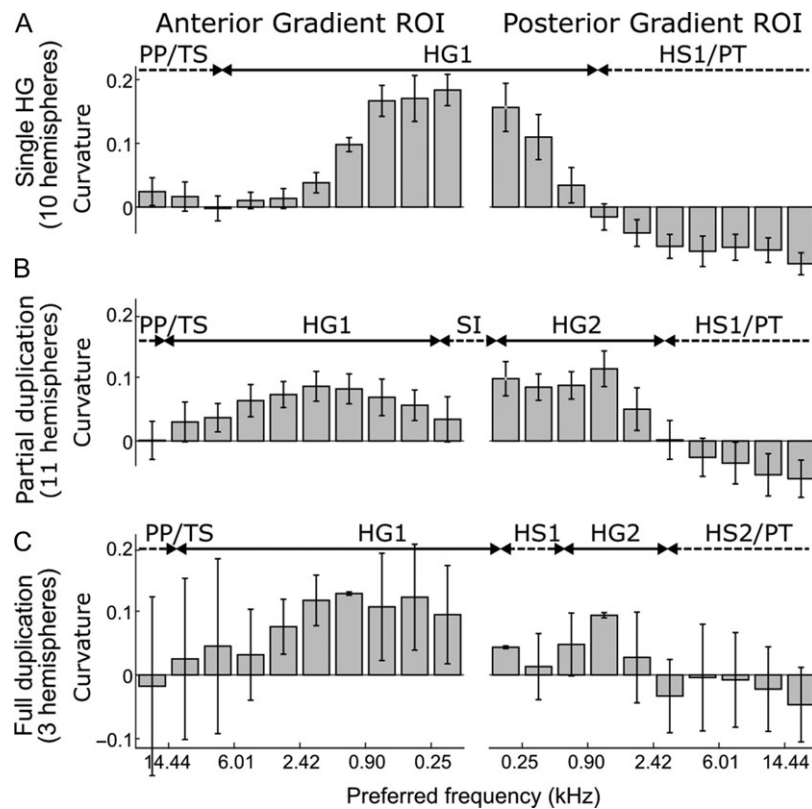 A Anterior Gradient ROI Posterior Gradient ROI
PP/TS HG1 HS1/PT
Single HG
(10 hemispheres)
Curvature
0.2
0.1
0
B
PP/TS HG1 SI HG2 HS1/PT
Partial duplication
(11 hemispheres)
Curvature
0.2
0.1
0
C
PP/TS HG1 HS1 HG2 HS2/PT
Full duplication
(3 hemispheres)
Curvature
0.2
0.1
0
−0.1
14.44 6.01 2.42 0.90 0.25 0.25 0.90 2.42 6.01 14.44
Preferred frequency (kHz)